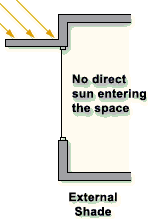 No direct
sun entering
the space
External
Shade